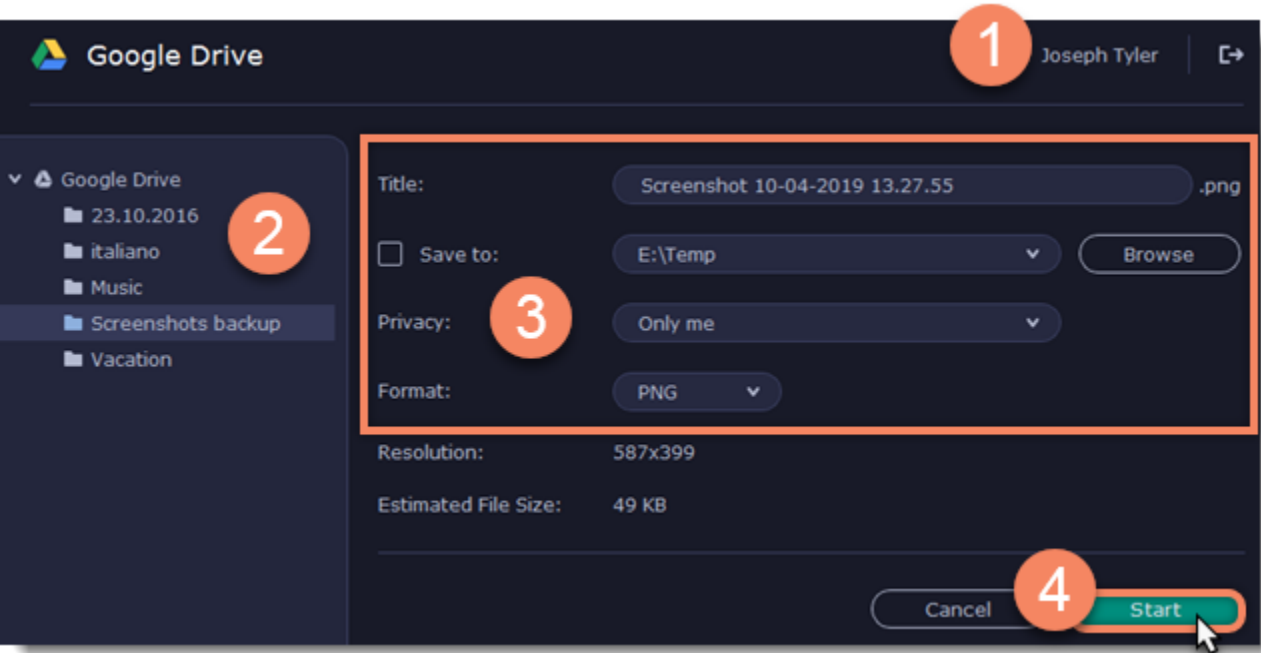 Google Drive
1
Joseph Tyler
Google Drive
23.10.2016
2
italiano
Music
Screenshots backup
Vacation
Title:
Screenshot 10-04-2019 13.27.55
.png
Save to:
E:\Temp
Browse
3
Privacy:
Only me
Format:
PNG
Resolution:
587x399
Estimated File Size:
49 KB
Cancel
4
Start